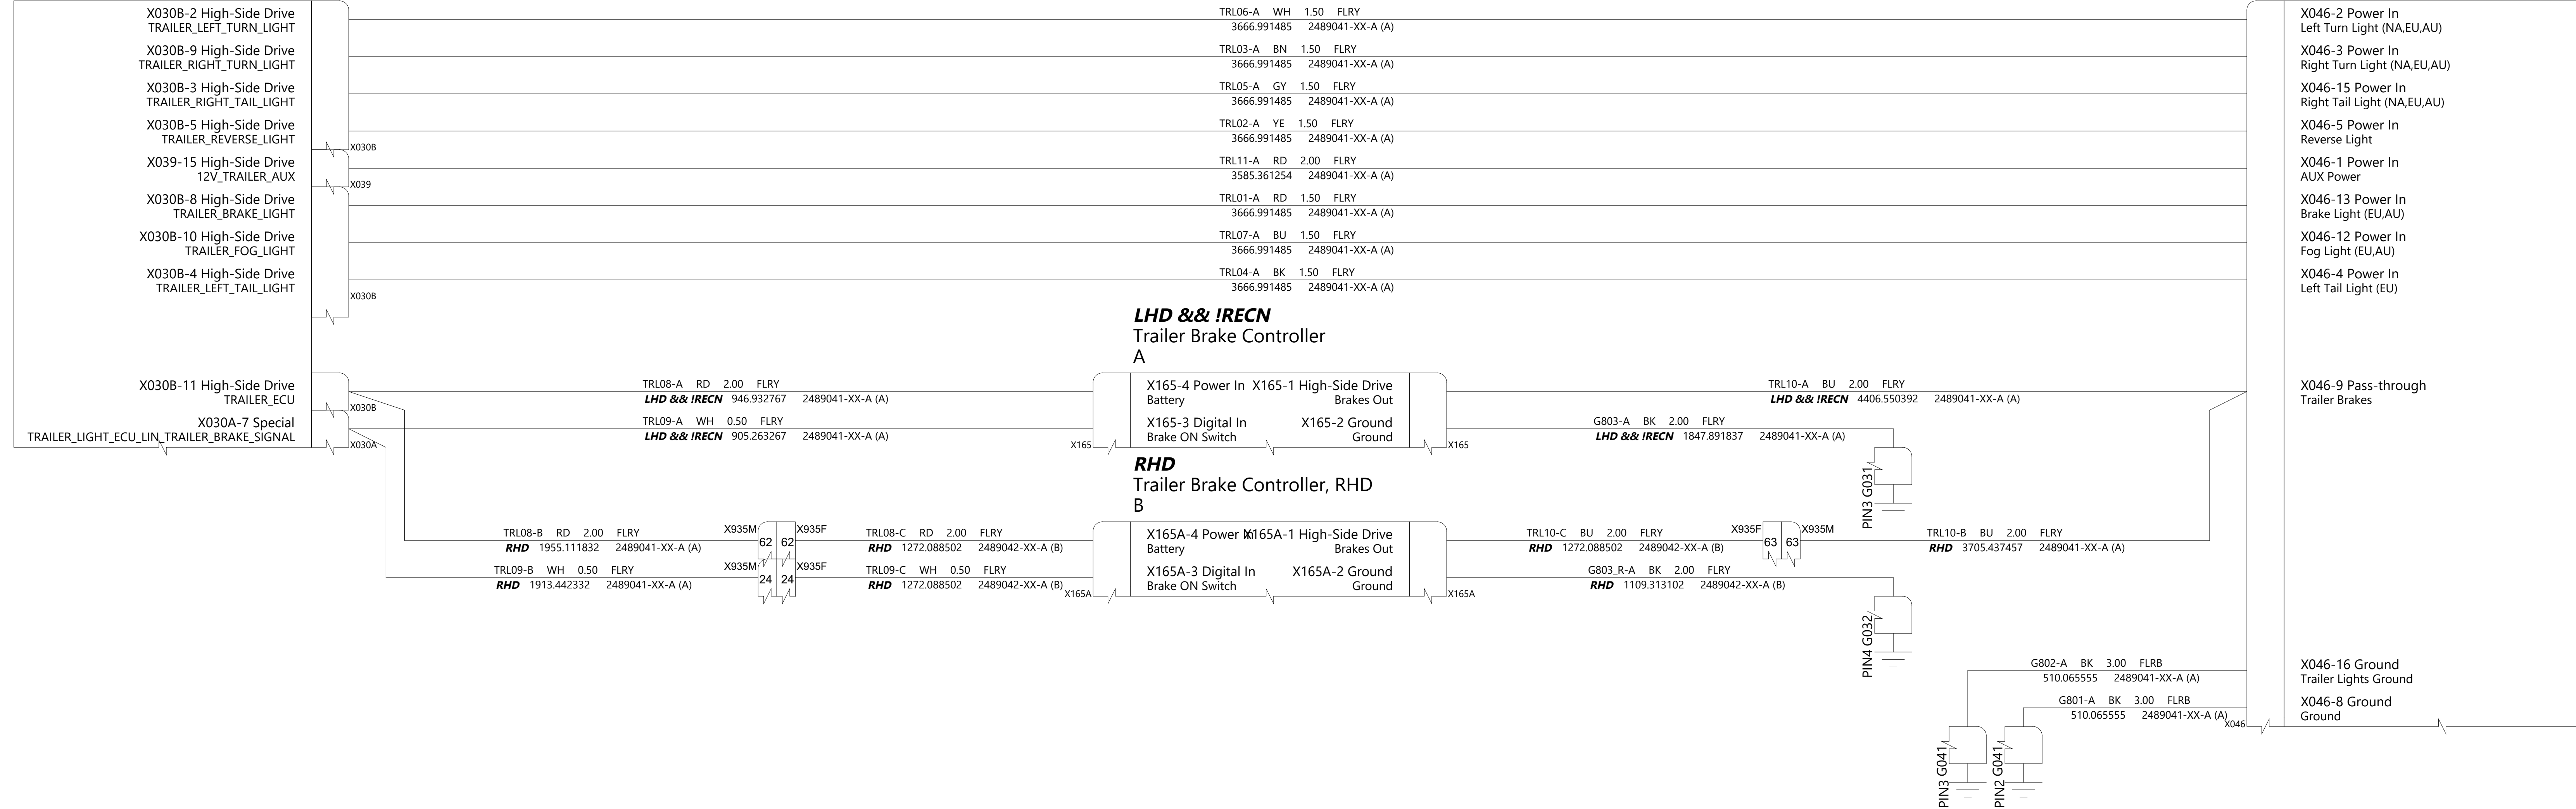 X030B-2 High-Side Drive
TRAILER_LEFT_TURN_LIGHT
TRL06-A WH 1.50 FLRY
3666.991485 2489041-XX-A (A)
X046-2 Power In
Left Turn Light (NA,EU,AU)
X030B-9 High-Side Drive
TRAILER_RIGHT_TURN_LIGHT
TRL03-A BN 1.50 FLRY
3666.991485 2489041-XX-A (A)
X046-3 Power In
Right Turn Light (NA,EU,AU)
X030B-3 High-Side Drive
TRAILER_RIGHT_TAIL_LIGHT
TRL05-A GY 1.50 FLRY
3666.991485 2489041-XX-A (A)
X046-15 Power In
Right Tail Light (NA,EU,AU)
X030B-5 High-Side Drive
TRAILER_REVERSE_LIGHT
X030B
TRL02-A YE 1.50 FLRY
3666.991485 2489041-XX-A (A)
X046-5 Power In
Reverse Light
X039-15 High-Side Drive
12V_TRAILER_AUX
X039
TRL11-A RD 2.00 FLRY
3585.361254 2489041-XX-A (A)
X046-1 Power In
AUX Power
X030B-8 High-Side Drive
TRAILER_BRAKE_LIGHT
TRL01-A RD 1.50 FLRY
3666.991485 2489041-XX-A (A)
X046-13 Power In
Brake Light (EU,AU)
X030B-10 High-Side Drive
TRAILER_FOG_LIGHT
TRL07-A BU 1.50 FLRY
3666.991485 2489041-XX-A (A)
X046-12 Power In
Fog Light (EU,AU)
X030B-4 High-Side Drive
TRAILER_LEFT_TAIL_LIGHT
X030B
TRL04-A BK 1.50 FLRY
3666.991485 2489041-XX-A (A)
X046-4 Power In
Left Tail Light (EU)
LHD && !RECN
Trailer Brake Controller
A
X030B-11 High-Side Drive
TRAILER_ECU
X030B
TRL08-A RD 2.00 FLRY
LHD && !RECN 946.932767 2489041-XX-A (A)
X165-4 Power In
Battery
X165-1 High-Side Drive
Brakes Out
TRL10-A BU 2.00 FLRY
LHD && !RECN 4406.550392 2489041-XX-A (A)
X046-9 Pass-through
Trailer Brakes
X030A-7 Special
TRAILER_LIGHT_ECU_LIN_TRAILER_BRAKE_SIGNAL
X030A
TRL09-A WH 0.50 FLRY
LHD && !RECN 905.263267 2489041-XX-A (A)
X165
X165-3 Digital In
Brake ON Switch
X165-2 Ground
Ground
X165
G803-A BK 2.00 FLRY
LHD && !RECN 1847.891837 2489041-XX-A (A)
PIN3 G031
RHD
Trailer Brake Controller, RHD
B
TRL08-B RD 2.00 FLRY
RHD 1955.111832 2489041-XX-A (A)
X935M
62
62
X935F
TRL08-C RD 2.00 FLRY
RHD 1272.088502 2489042-XX-A (B)
X165A-4 Power In
Battery
X165A-1 High-Side Drive
Brakes Out
TRL10-C BU 2.00 FLRY
RHD 1272.088502 2489042-XX-A (B)
X935F
63
63
X935M
TRL10-B BU 2.00 FLRY
RHD 3705.437457 2489041-XX-A (A)
TRL09-B WH 0.50 FLRY
RHD 1913.442332 2489041-XX-A (A)
X935M
24
24
X935F
TRL09-C WH 0.50 FLRY
RHD 1272.088502 2489042-XX-A (B)
X165A
X165A-3 Digital In
Brake ON Switch
X165A-2 Ground
Ground
X165A
G803_R-A BK 2.00 FLRY
RHD 1109.313102 2489042-XX-A (B)
PIN4 G032
G802-A BK 3.00 FLRB
510.065555 2489041-XX-A (A)
X046-16 Ground
Trailer Lights Ground
G801-A BK 3.00 FLRB
510.065555 2489041-XX-A (A)
X046
X046-8 Ground
Ground
PIN3 G041
PIN2 G041